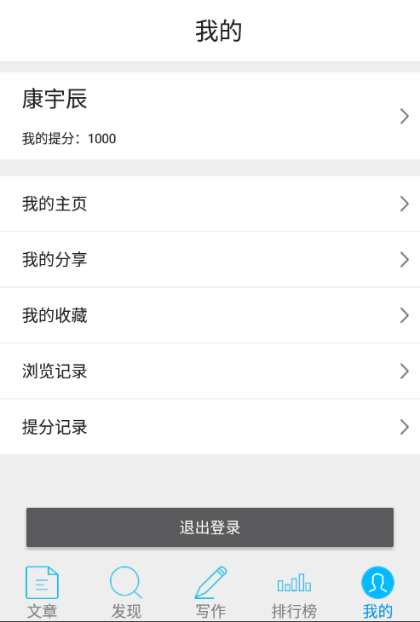 我的
康宇辰
我的提分：1000
我的主页
我的分享
我的收藏
浏览记录
提分记录
退出登录
文章 发现 写作 排行榜 我的